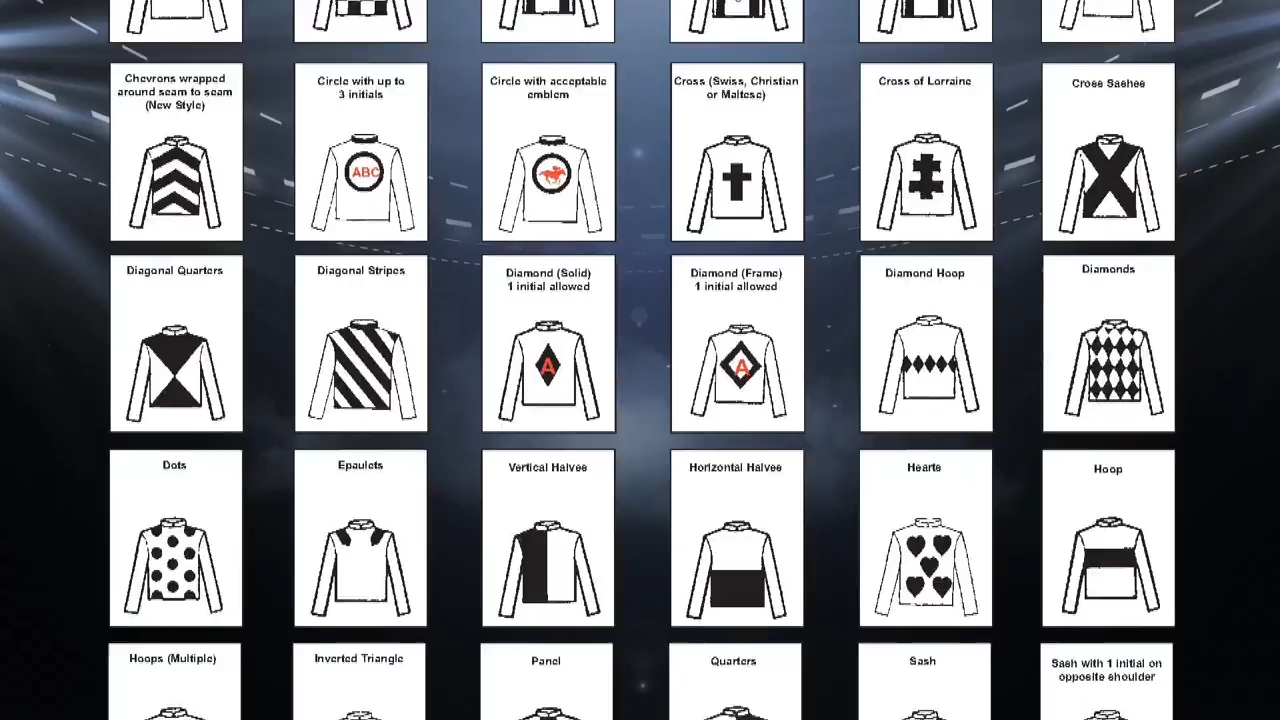 Chevrons wrapped
around seam to seam
(New Style)
Circle with up to
3 initials
ABC
Circle with acceptable
emblem
Cross (Swiss, Christian
or Maltese)
Cross of Lorraine
Cross Sashes
Diagonal Quarters
Diagonal Stripes
Diamond (Solid)
1 initial allowed
A
Diamond (Frame)
1 initial allowed
A
Diamond Hoop
Diamonds
Dots
Epaulets
Vertical Halves
Horizontal Halves
Hearts
Hoop
Hoops (Multiple)
Inverted Triangle
Panel
Quarters
Sash
Sash with 1 initial on
opposite shoulder